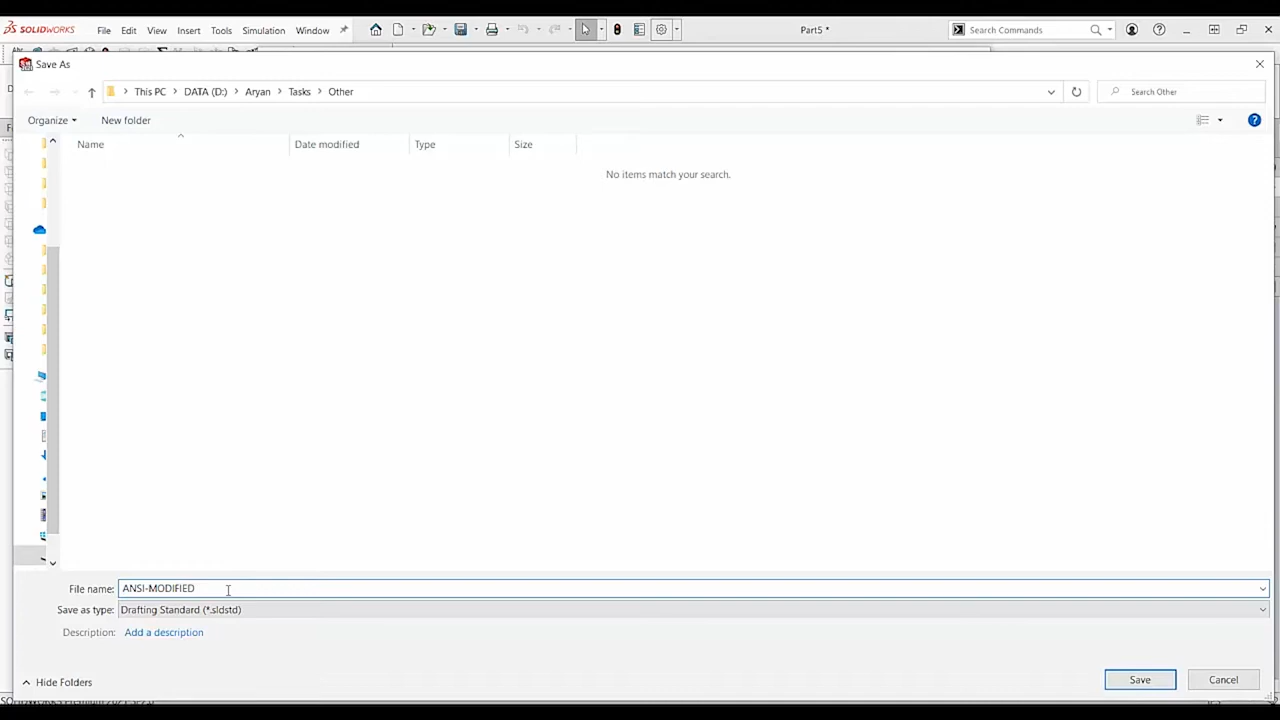 SOLIDWORKS File Edit View Insert Tools Simulation Window Part5 * Search Commands
Save As
This PC DATA (D:) Aryan Tasks Other Search Other
Organize New folder
Name Date modified Type Size
No items match your search.
File name: ANSI-MODIFIED
Save as type: Drafting Standard (*.sldstd)
Description: Add a description
Save Cancel
Hide Folders